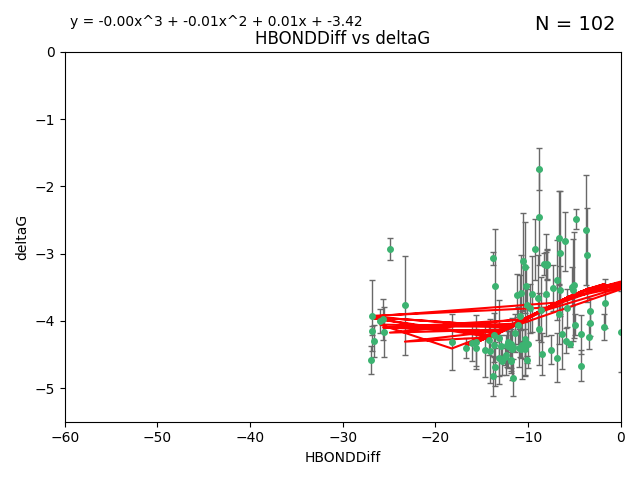 y = -0.00x^3 + -0.01x^2 + 0.01x + -3.42
N = 102
HBONDDiff vs deltaG
0
−1
−2
−3
−4
−5
deltaG
−60 −50 −40 −30 −20 −10 0
HBONDDiff